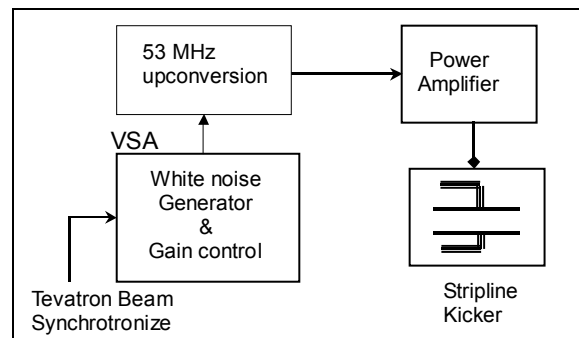 53 MHz
upconversion
Power
Amplifier
VSA
White noise
Generator
&
Gain control
Tevatron Beam
Synchrotronize
Stripline
Kicker